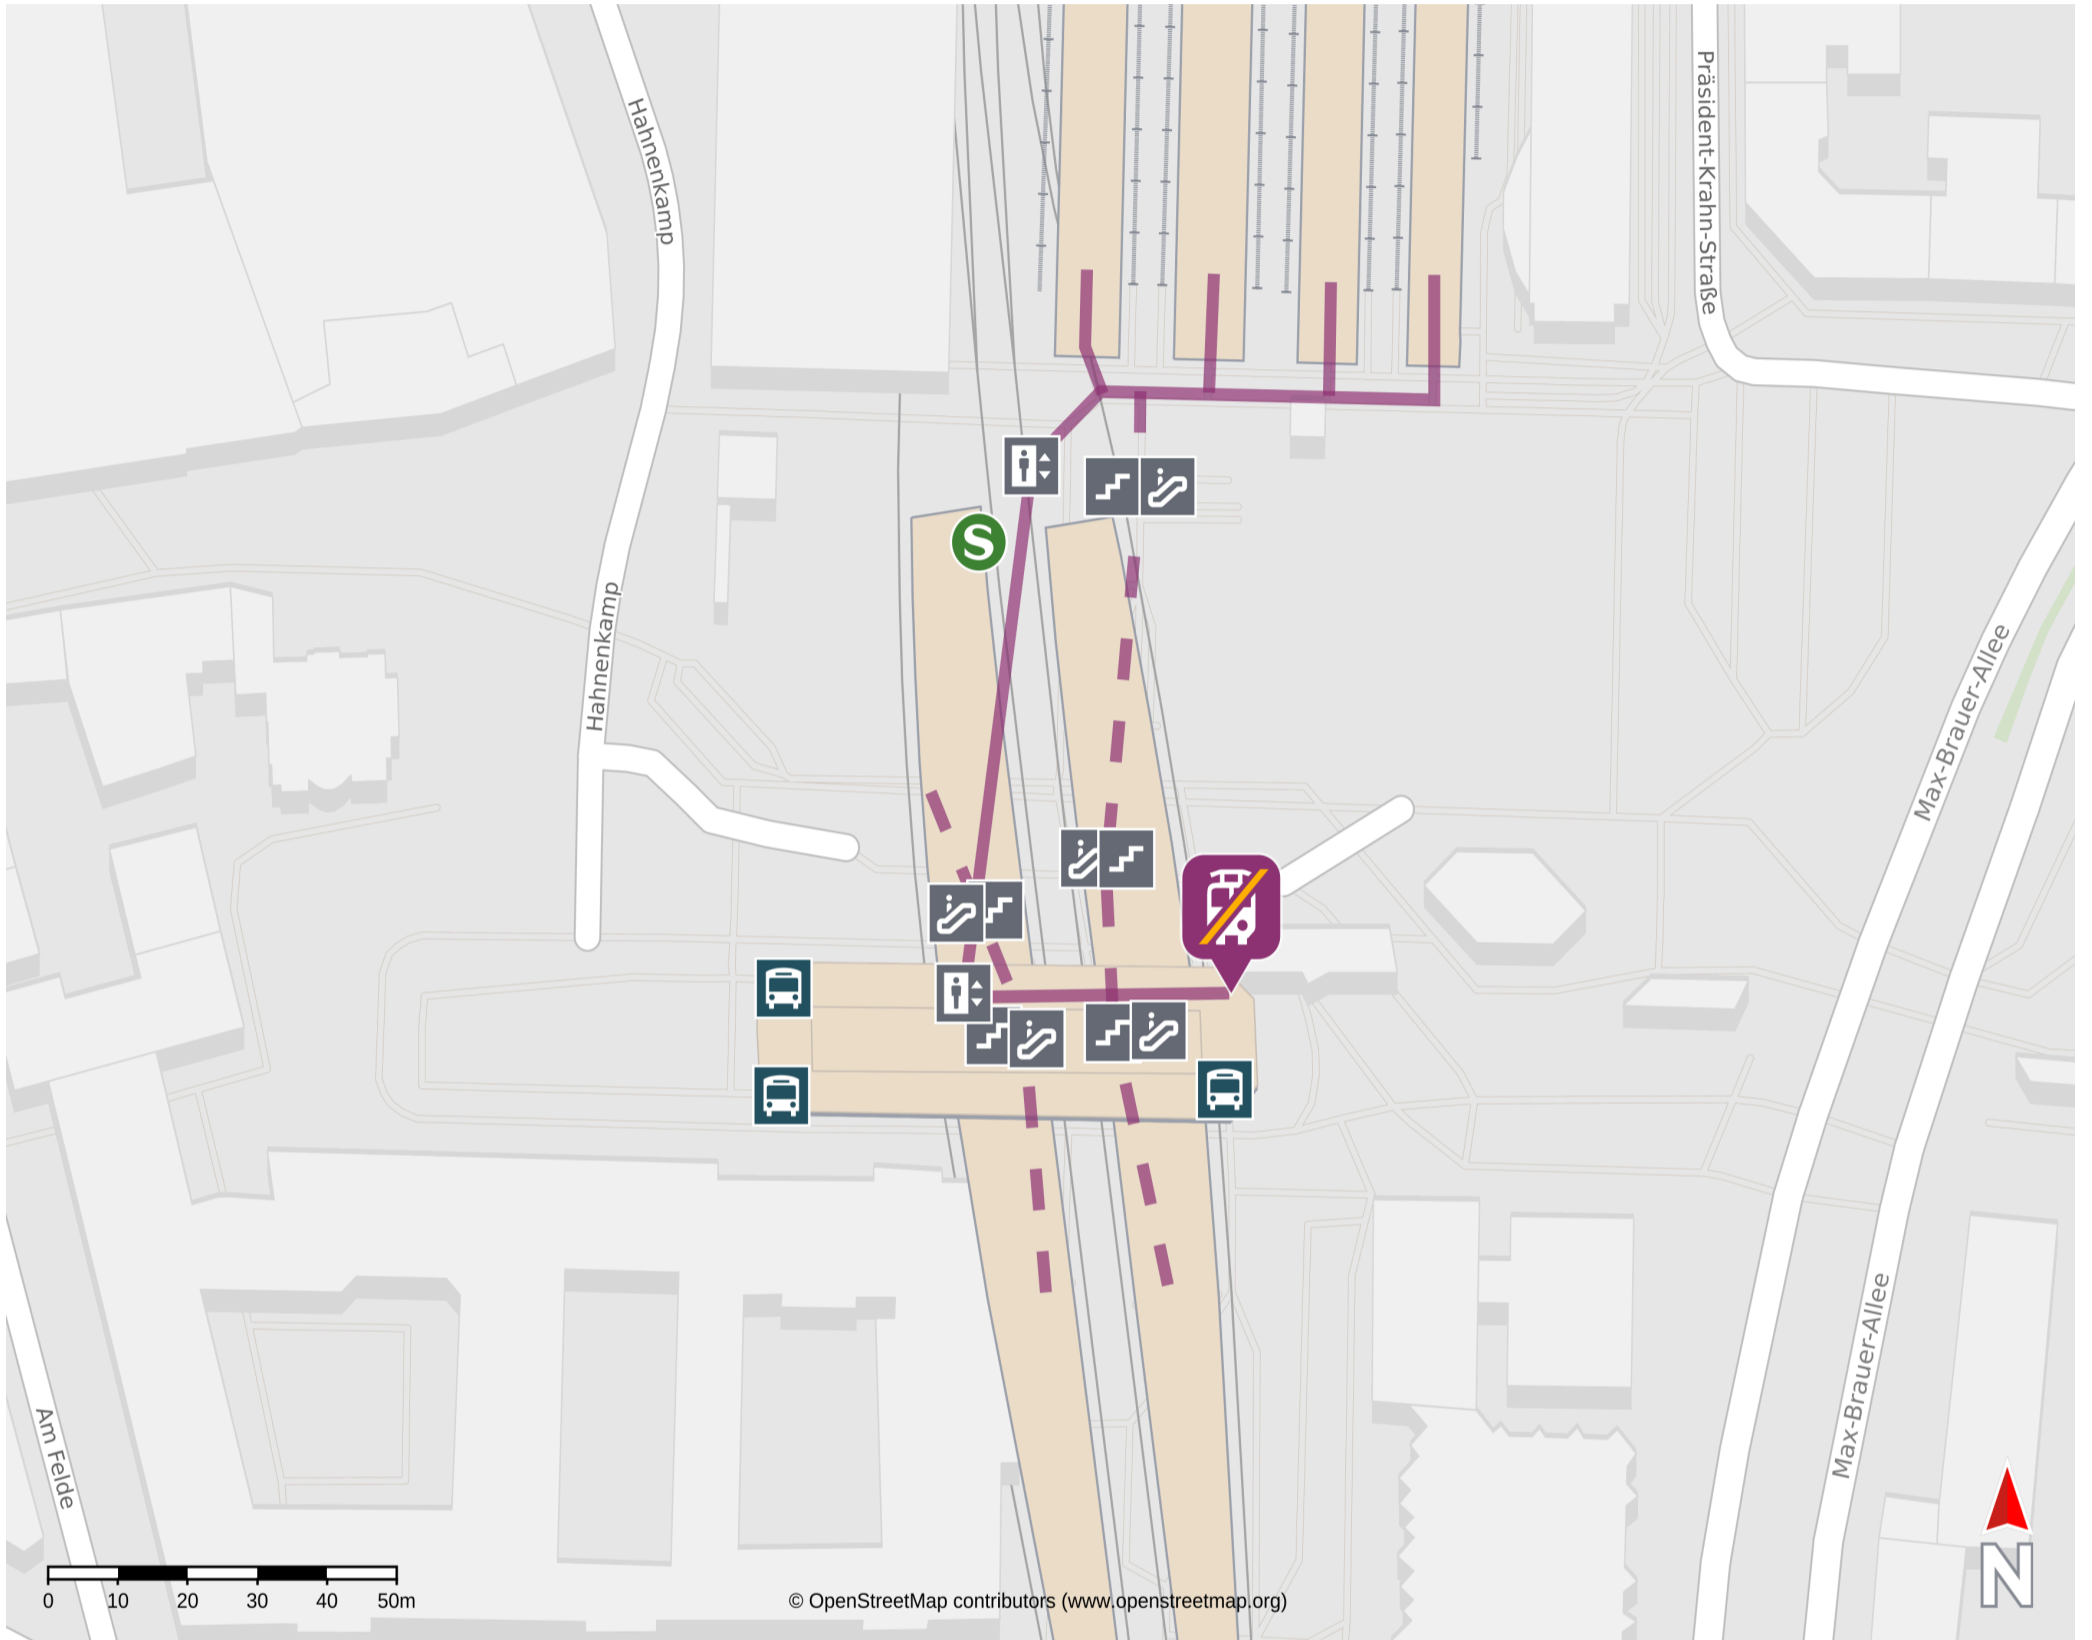 Hahnenkamp
Präsident-Krahn-Straße
S
Hahnenkamp
Max-Brauer-Allee
Max-Brauer-Allee
Am Felde
N
0 10 20 30 40 50m
© OpenStreetMap contributors (www.openstreetmap.org)